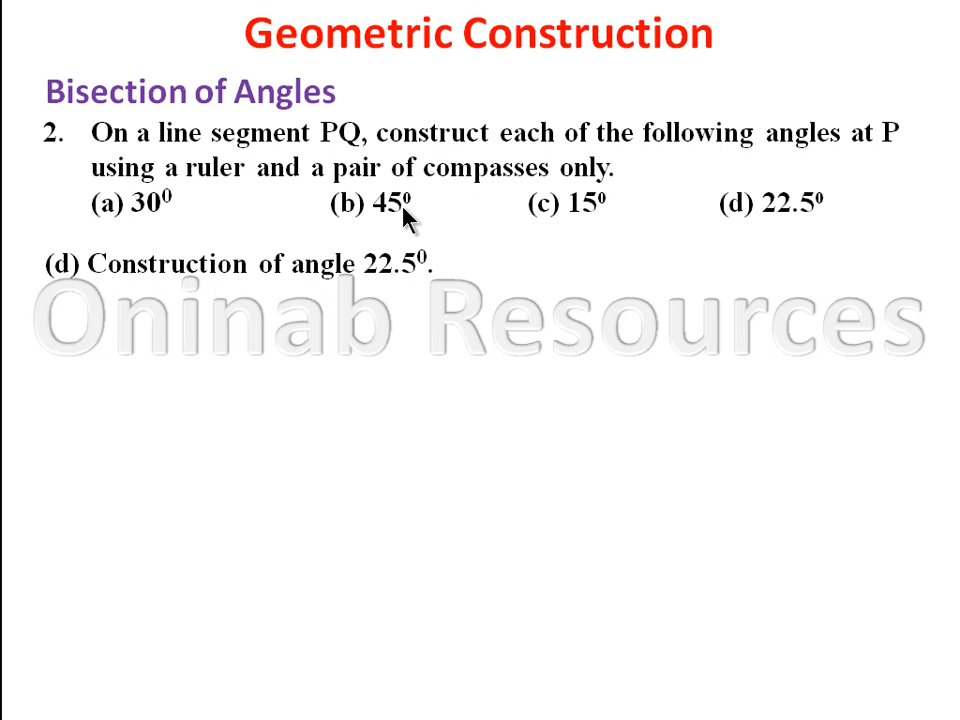 Geometric Construction
Bisection of Angles
2. On a line segment PQ, construct each of the following angles at P
using a ruler and a pair of compasses only.
(a) 30⁰ (b) 45⁰ (c) 15⁰ (d) 22.5⁰
(d) Construction of angle 22.5⁰.
Oninab Resources